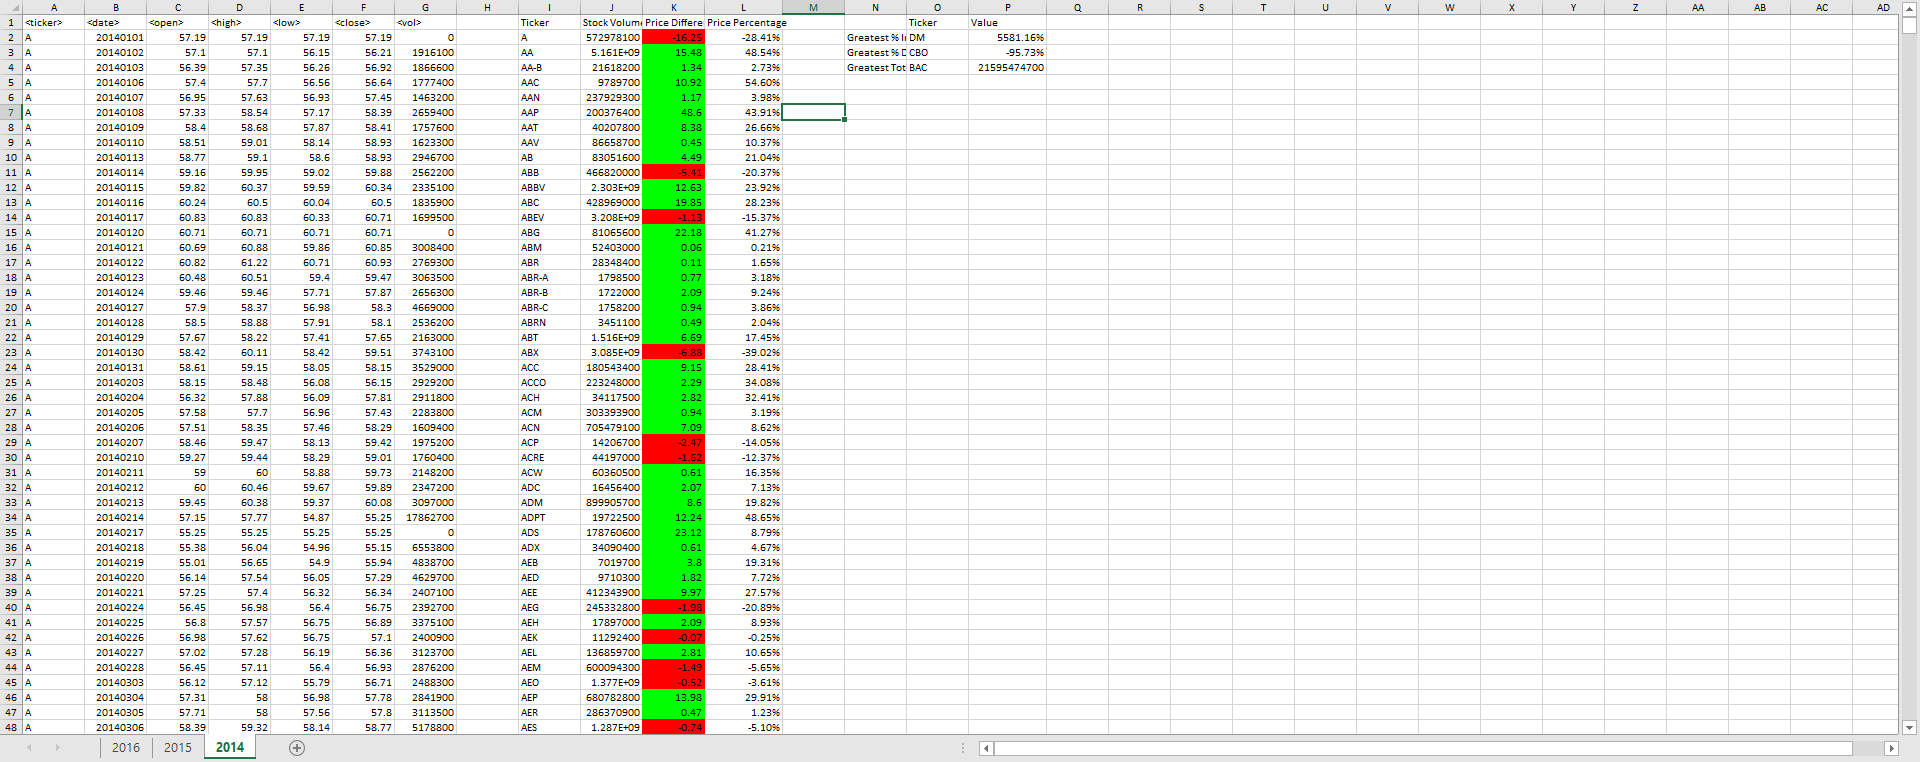 A B C D E F G H I J K L M N O P Q R S T U V W X Y Z AA AB AC AD
1 <ticker> <date> <open> <high> <low> <close> <vol> Ticker Stock Volum Price Differe Price Percentage Ticker Value
2 A 20140101 57.19 57.19 57.19 57.19 0 A 572978100 -16.25 -28.41% Greatest % I DM 5581.16%
3 A 20140102 57.1 57.1 56.15 56.21 1916100 AA 5.161E+09 15.48 48.54% Greatest % D CBO -95.73%
4 A 20140103 56.39 57.35 56.26 56.92 1866600 AA-B 21618200 1.34 2.73% Greatest Tot BAC 21595474700
5 A 20140106 57.4 57.7 56.56 56.64 1777400 AAC 9789700 10.92 54.60%
6 A 20140107 56.95 57.63 56.93 57.45 1463200 AAN 237929300 1.17 3.98%
7 A 20140108 57.33 58.54 57.17 58.39 2659400 AAP 200376400 48.6 43.91%
8 A 20140109 58.4 58.68 57.87 58.41 1757600 AAT 40207800 8.38 26.66%
9 A 20140110 58.51 59.01 58.14 58.93 1623300 AAV 86658700 0.45 10.37%
10 A 20140113 58.77 59.1 58.6 58.93 2946700 AB 83051600 4.49 21.04%
11 A 20140114 59.16 59.95 59.02 59.88 2562200 ABB 466820000 -5.41 -20.37%
12 A 20140115 59.82 60.37 59.59 60.34 2335100 ABBV 2.303E+09 12.63 23.92%
13 A 20140116 60.24 60.5 60.04 60.5 1835900 ABC 428969000 19.85 28.23%
14 A 20140117 60.83 60.83 60.33 60.71 1699500 ABEV 3.208E+09 -1.13 -15.37%
15 A 20140120 60.71 60.71 60.71 60.71 0 ABG 81065600 22.18 41.27%
16 A 20140121 60.69 60.88 59.86 60.85 3008400 ABM 52403000 0.06 0.21%
17 A 20140122 60.82 61.22 60.71 60.93 2769300 ABR 28348400 0.11 1.65%
18 A 20140123 60.48 60.51 59.4 59.47 3063500 ABR-A 1798500 0.77 3.18%
19 A 20140124 59.46 59.46 57.71 57.87 2656300 ABR-B 1722000 2.09 9.24%
20 A 20140127 57.9 58.37 56.98 58.3 4669000 ABR-C 1758200 0.94 3.86%
21 A 20140128 58.5 58.88 57.91 58.1 2536200 ABRN 3451100 0.49 2.04%
22 A 20140129 57.67 58.22 57.41 57.65 2163000 ABT 1.516E+09 6.69 17.45%
23 A 20140130 58.42 60.11 58.42 59.51 3743100 ABX 3.085E+09 -6.88 -39.02%
24 A 20140131 58.61 59.15 58.05 58.15 3529000 ACC 180543400 9.15 28.41%
25 A 20140203 58.15 58.48 56.08 56.15 2929200 ACCO 223248000 2.29 34.08%
26 A 20140204 56.32 57.88 56.09 57.81 2911800 ACH 34117500 2.82 32.41%
27 A 20140205 57.58 57.7 56.96 57.43 2283800 ACM 303393900 0.94 3.19%
28 A 20140206 57.51 58.35 57.46 58.29 1609400 ACN 705479100 7.09 8.62%
29 A 20140207 58.46 59.47 58.13 59.42 1975200 ACP 14206700 -2.47 -14.05%
30 A 20140210 59.27 59.44 58.29 59.01 1760400 ACRE 44197000 -1.62 -12.37%
31 A 20140211 59 60 58.88 59.73 2148200 ACW 60360500 0.61 16.35%
32 A 20140212 60 60.46 59.67 59.89 2347200 ADC 16456400 2.07 7.13%
33 A 20140213 59.45 60.38 59.37 60.08 3097000 ADM 899905700 8.6 19.82%
34 A 20140214 57.15 57.77 54.87 55.25 17862700 ADPT 19722500 12.24 48.65%
35 A 20140217 55.25 55.25 55.25 55.25 0 ADS 178760600 23.12 8.79%
36 A 20140218 55.38 56.04 54.96 55.15 6553800 ADX 34090400 0.61 4.67%
37 A 20140219 55.01 56.65 54.9 55.94 4838700 AEB 7019700 3.8 19.31%
38 A 20140220 56.14 57.54 56.05 57.29 4629700 AED 9710300 1.82 7.72%
39 A 20140221 57.25 57.4 56.32 56.34 2407100 AEE 412343900 9.97 27.57%
40 A 20140224 56.45 56.98 56.4 56.75 2392700 AEG 245332800 -1.98 -20.89%
41 A 20140225 56.8 57.57 56.75 56.89 3375100 AEH 17897000 2.09 8.93%
42 A 20140226 56.98 57.62 56.75 57.1 2400900 AEK 11292400 -0.07 -0.25%
43 A 20140227 57.02 57.28 56.19 56.36 3123700 AEL 136859700 2.81 10.65%
44 A 20140228 56.45 57.11 56.4 56.93 2876200 AEM 600094300 -1.49 -5.65%
45 A 20140303 56.12 57.12 55.79 56.71 2488300 AEO 1.377E+09 -0.52 -3.61%
46 A 20140304 57.31 58 56.98 57.78 2841900 AEP 680782800 13.98 29.91%
47 A 20140305 57.71 58 57.56 57.8 3113500 AER 286370900 0.47 1.23%
48 A 20140306 58.39 59.32 58.14 58.77 5178800 AES 1.287E+09 -0.74 -5.10%
2016 2015 2014